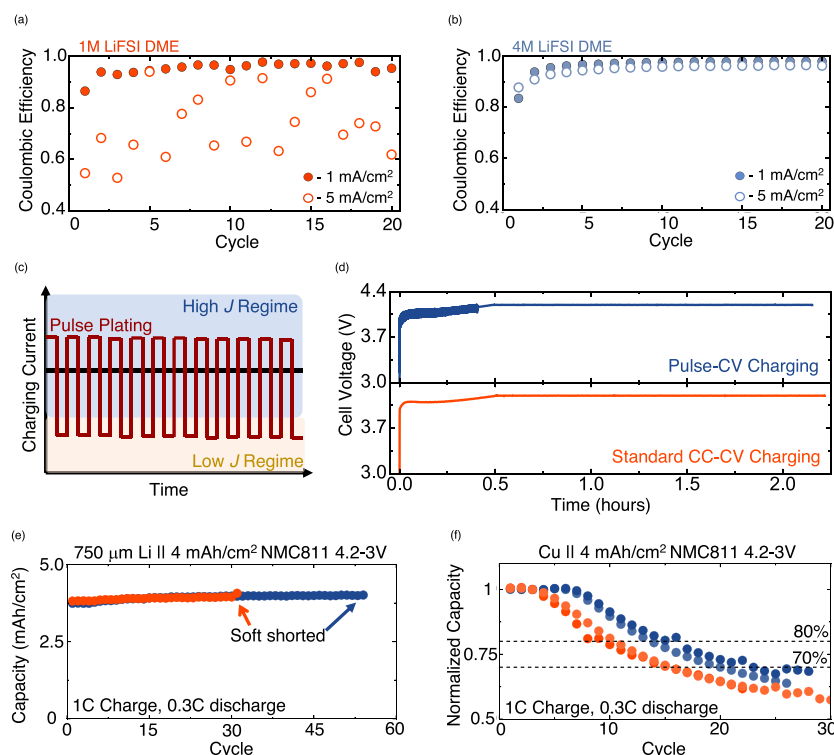 (a)
1M LiFSI DME
Coulombic Efficiency
1.0
0.8
0.6
0.4
- 1 mA/cm²
- 5 mA/cm²
0 5 10 15 20
Cycle
(b)
4M LiFSI DME
Coulombic Efficiency
1.0
0.8
0.6
0.4
- 1 mA/cm²
- 5 mA/cm²
0 5 10 15 20
Cycle
(c)
High J Regime
Pulse Plating
Charging Current
Low J Regime
Time
(d)
Cell Voltage (V)
4.4
3.7
3.0
Pulse-CV Charging
3.7
3.0
Standard CC-CV Charging
0.0 0.5 1.0 1.5 2.0
Time (hours)
(e)
750 μm Li II 4 mAh/cm² NMC811 4.2-3V
Capacity (mAh/cm²)
5.0
2.5
0
Soft shorted
1C Charge, 0.3C discharge
0 15 30 45 60
Cycle
(f)
Cu II 4 mAh/cm² NMC811 4.2-3V
Normalized Capacity
1
0.75
0.5
80%
70%
1C Charge, 0.3C discharge
0 10 20 30
Cycle